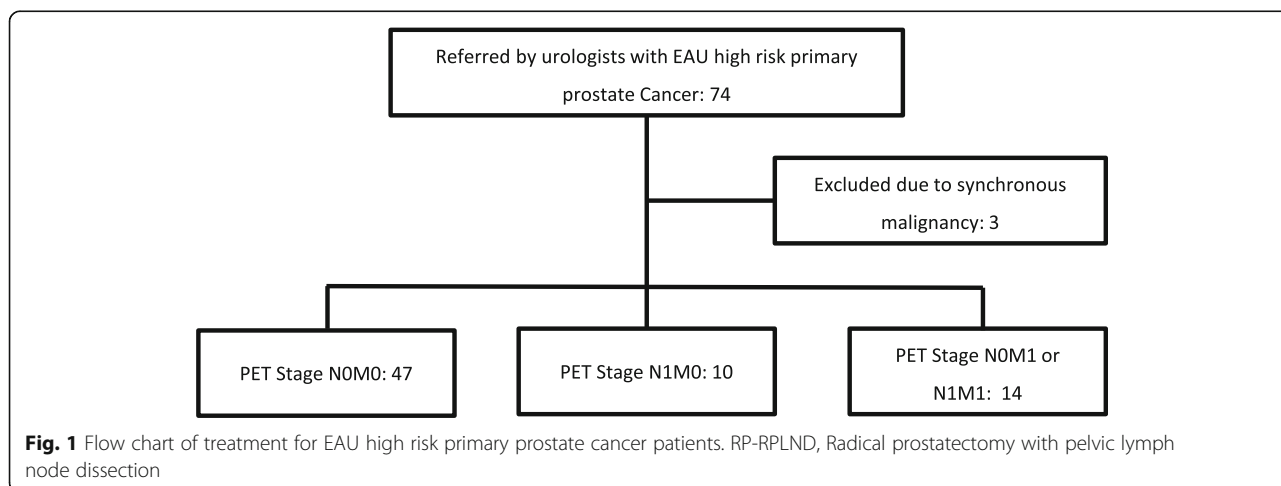 Referred by urologists with EAU high risk primary
prostate Cancer: 74
Excluded due to synchronous
malignancy: 3
PET Stage N0M0: 47
PET Stage N1M0: 10
PET Stage N0M1 or
N1M1:  14
Fig. 1 Flow chart of treatment for EAU high risk primary prostate cancer patients. RP-RPLND, Radical prostatectomy with pelvic lymph
node dissection